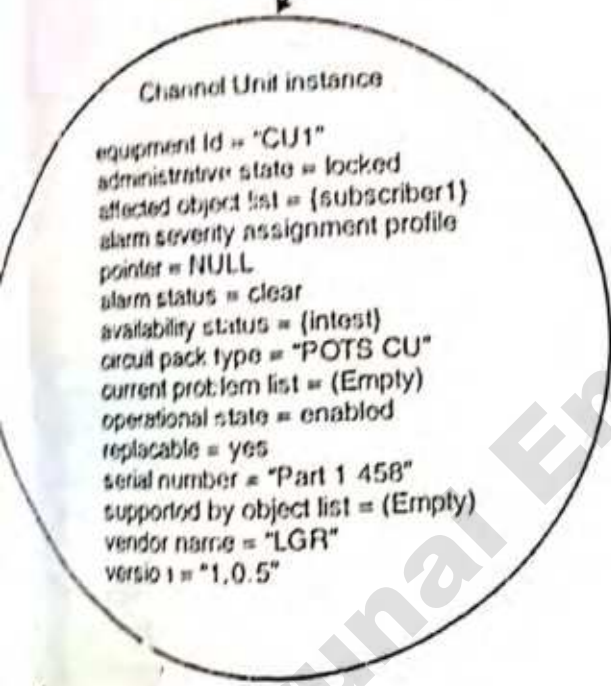 Channel Unit instance
equipment Id = "CU1"
administrative state = locked
affected object list = {subscriber1}
alarm severity assignment profile
pointer = NULL
alarm status = clear
availability status = (intest)
circuit pack type = "POTS CU"
current problem list = (Empty)
operational state = enabled
replacable = yes
serial number = "Part 1 458"
supported by object list = (Empty)
vendor name = "LGR"
version = "1.0.5"
unai En